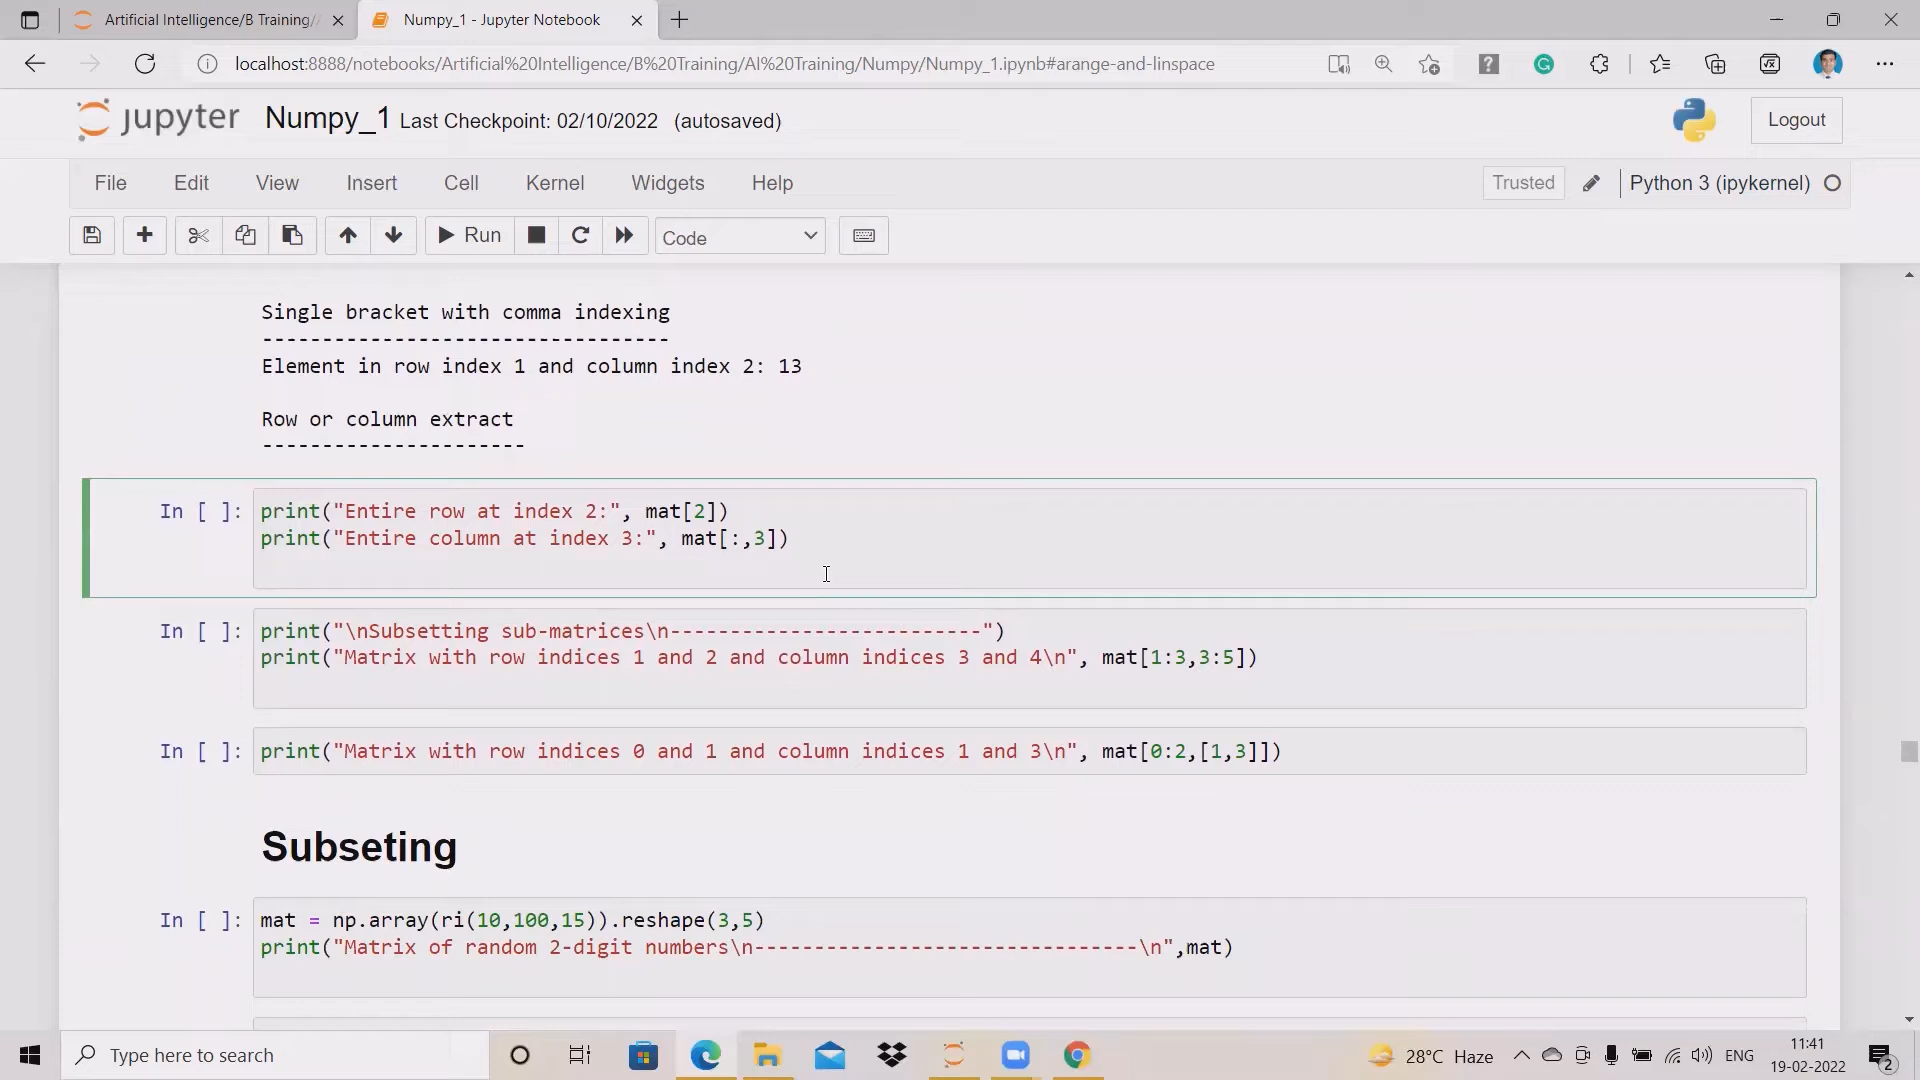 Artificial Intelligence/B Training/
Numpy_1 - Jupyter Notebook
localhost:8888/notebooks/Artificial%20Intelligence/B%20Training/AI%20Training/Numpy/Numpy_1.ipynb#arange-and-linspace
jupyter Numpy_1 Last Checkpoint: 02/10/2022 (autosaved)
Logout
File Edit View Insert Cell Kernel Widgets Help
Trusted
Python 3 (ipykernel)
Run
Code
Single bracket with comma indexing
----------------------------------
Element in row index 1 and column index 2: 13
Row or column extract
----------------------
In [ ]: print("Entire row at index 2:", mat[2])
print("Entire column at index 3:", mat[:,3])
In [ ]: print("\nSubsetting sub-matrices\n--------------------------")
print("Matrix with row indices 1 and 2 and column indices 3 and 4\n", mat[1:3,3:5])
In [ ]: print("Matrix with row indices 0 and 1 and column indices 1 and 3\n", mat[0:2,[1,3]])
Subseting
In [ ]: mat = np.array(ri(10,100,15)).reshape(3,5)
print("Matrix of random 2-digit numbers\n--------------------------------\n",mat)
Type here to search
28°C Haze
ENG
11:41
19-02-2022
2